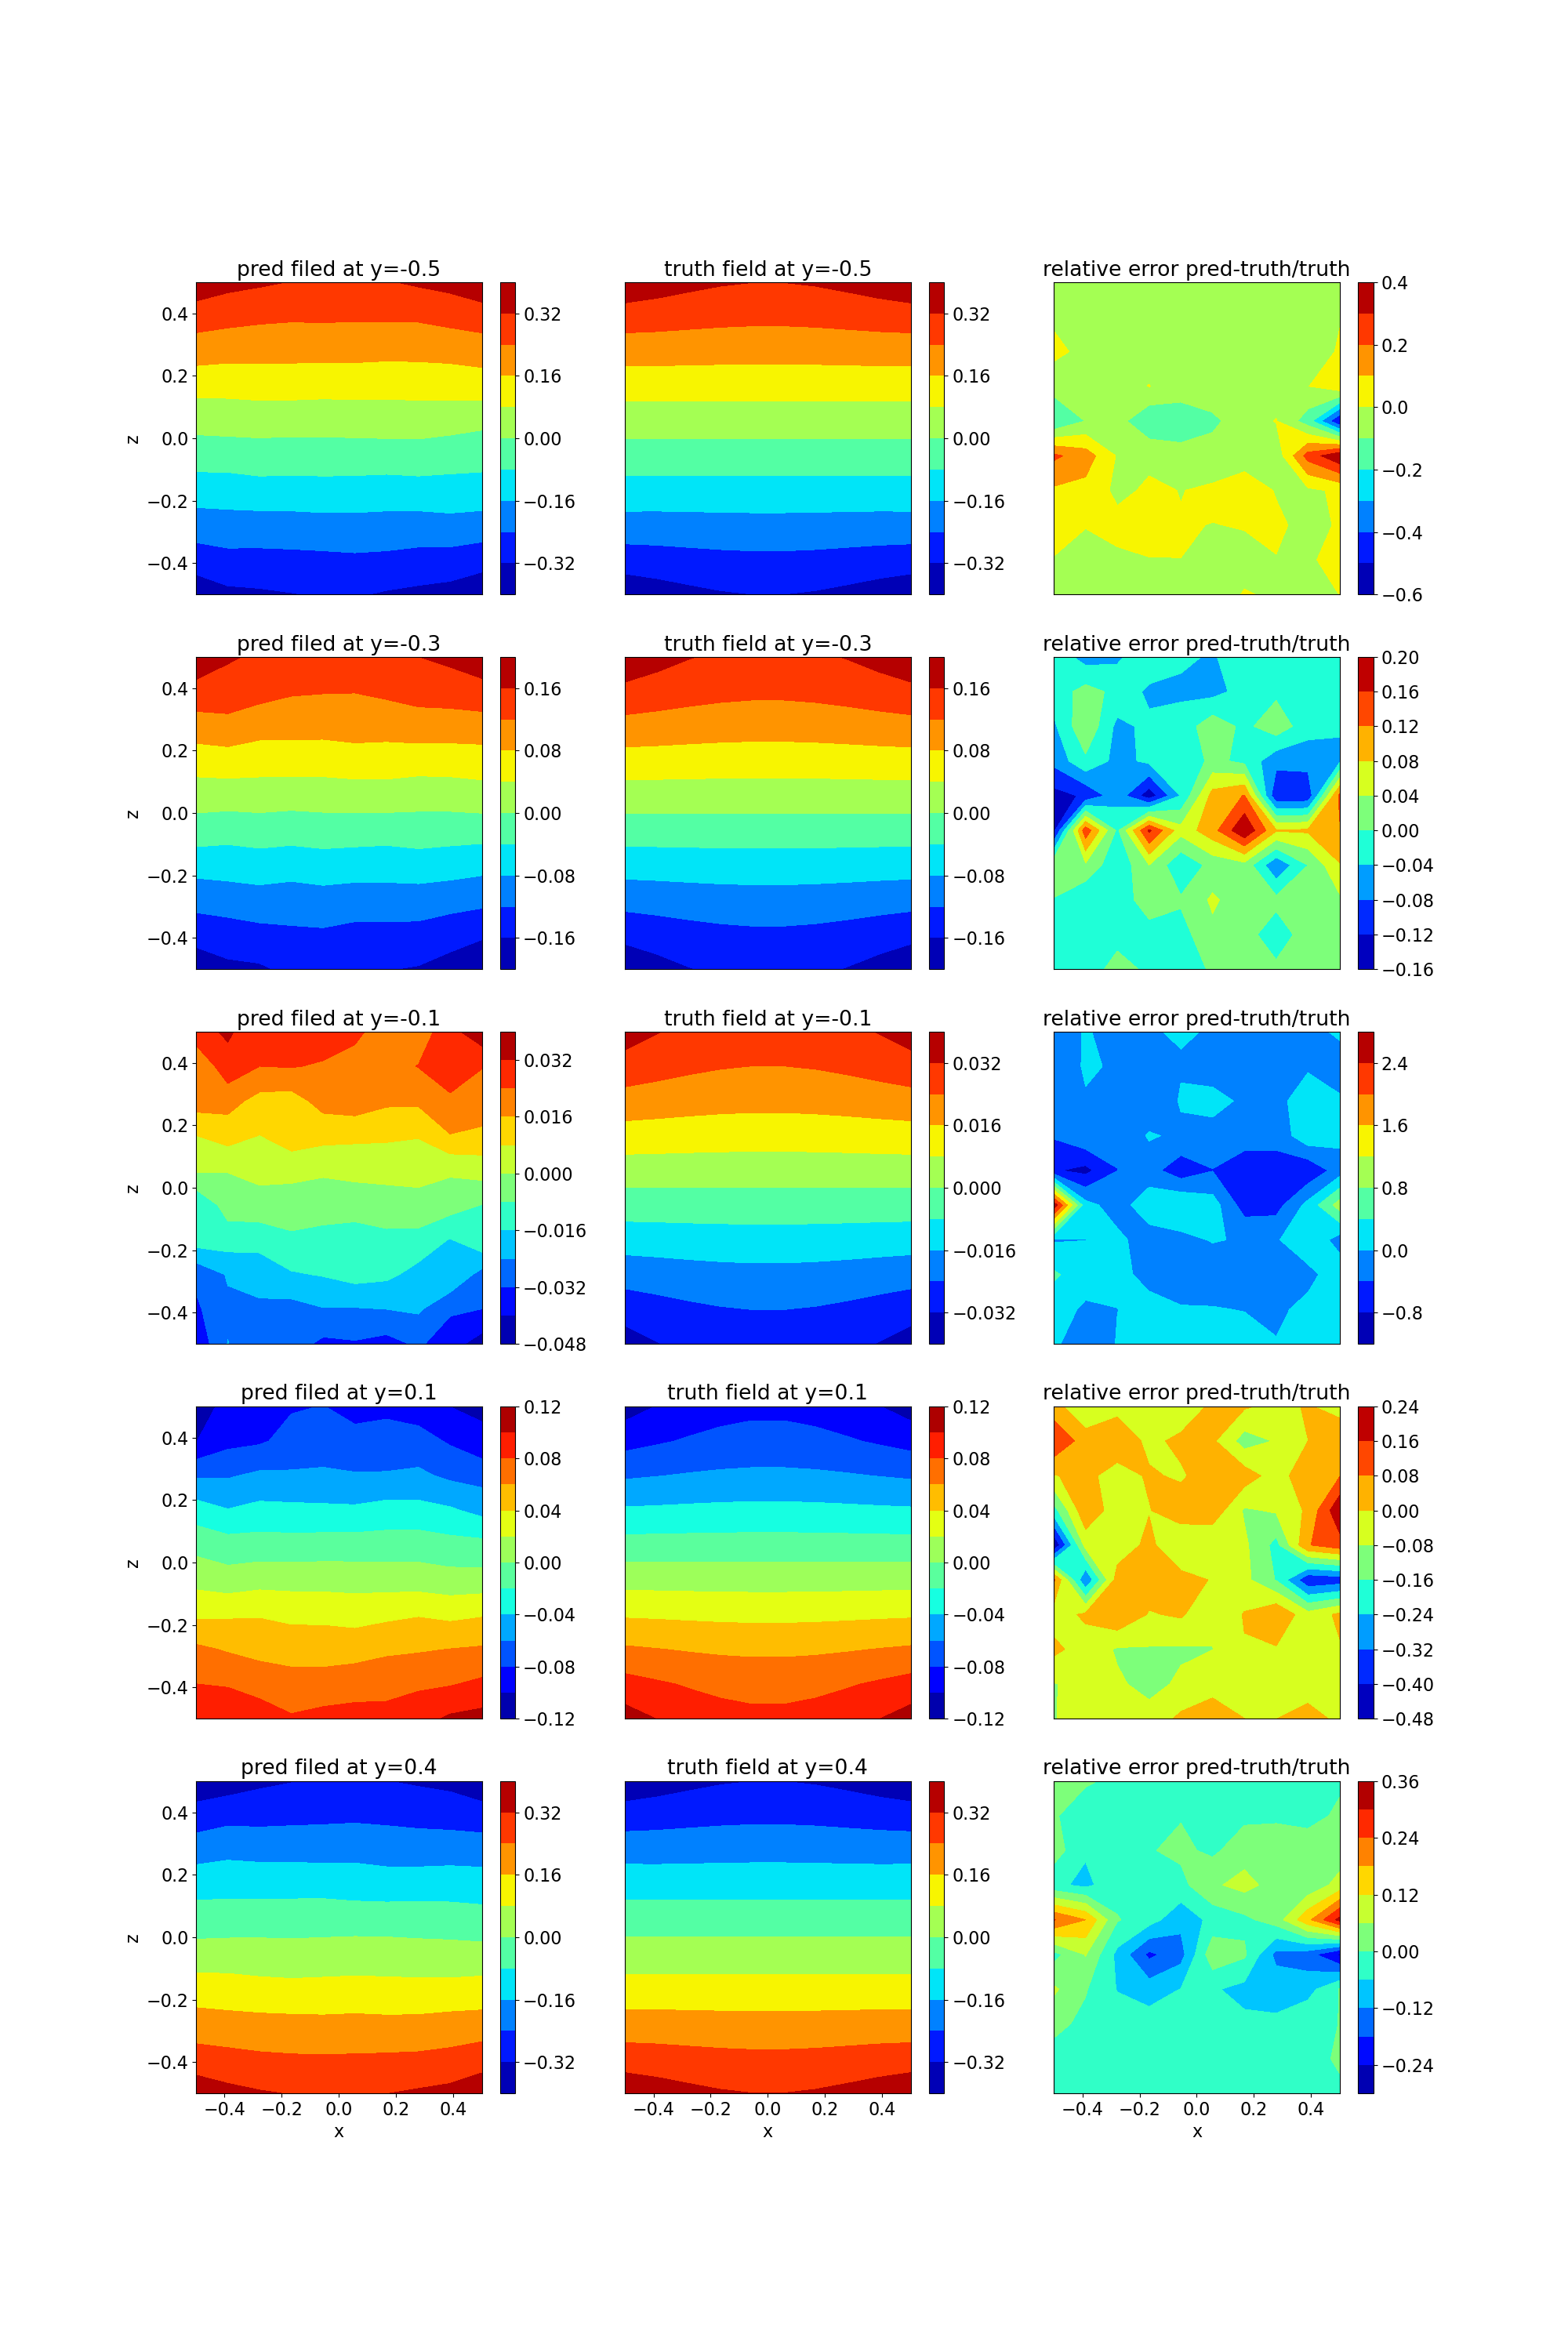 pred filed at y=-0.5 truth field at y=-0.5 relative error pred-truth/truth
z 0.4 0.2 0.0 −0.2 −0.4
0.32 0.16 0.00 −0.16 −0.32
0.32 0.16 0.00 −0.16 −0.32
0.4 0.2 0.0 −0.2 −0.4 −0.6
pred filed at y=-0.3 truth field at y=-0.3 relative error pred-truth/truth
z 0.4 0.2 0.0 −0.2 −0.4
0.16 0.08 0.00 −0.08 −0.16
0.16 0.08 0.00 −0.08 −0.16
0.20 0.16 0.12 0.08 0.04 0.00 −0.04 −0.08 −0.12 −0.16
pred filed at y=-0.1 truth field at y=-0.1 relative error pred-truth/truth
z 0.4 0.2 0.0 −0.2 −0.4
0.032 0.016 0.000 −0.016 −0.032 −0.048
0.032 0.016 0.000 −0.016 −0.032
2.4 1.6 0.8 0.0 −0.8
pred filed at y=0.1 truth field at y=0.1 relative error pred-truth/truth
z 0.4 0.2 0.0 −0.2 −0.4
0.12 0.08 0.04 0.00 −0.04 −0.08 −0.12
0.12 0.08 0.04 0.00 −0.04 −0.08 −0.12
0.24 0.16 0.08 0.00 −0.08 −0.16 −0.24 −0.32 −0.40 −0.48
pred filed at y=0.4 truth field at y=0.4 relative error pred-truth/truth
z 0.4 0.2 0.0 −0.2 −0.4
0.32 0.16 0.00 −0.16 −0.32
0.32 0.16 0.00 −0.16 −0.32
0.36 0.24 0.12 0.00 −0.12 −0.24
−0.4 −0.2 0.0 0.2 0.4 −0.4 −0.2 0.0 0.2 0.4 −0.4 −0.2 0.0 0.2 0.4
x x x